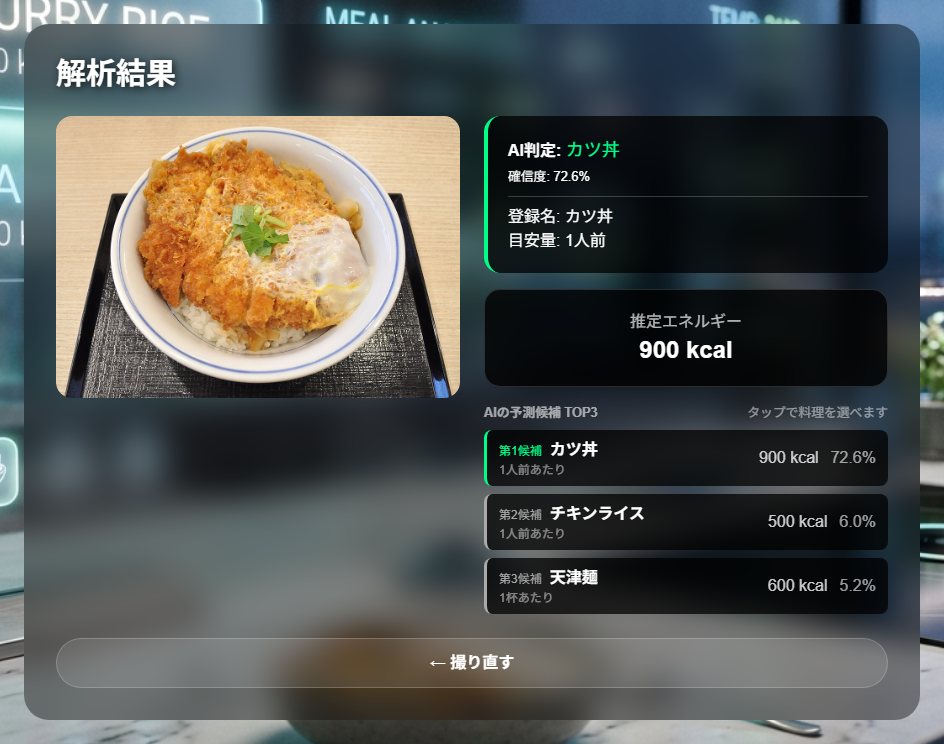 解析結果
AI判定: カツ丼
確信度: 72.6%
登録名: カツ丼
目安量: 1人前
推定エネルギー
900 kcal
AIの予測候補 TOP3
タップで料理を選べます
第1候補 カツ丼 900 kcal 72.6%
1人前あたり
第2候補 チキンライス 500 kcal 6.0%
1人前あたり
第3候補 天津麺 600 kcal 5.2%
1杯あたり
← 撮り直す